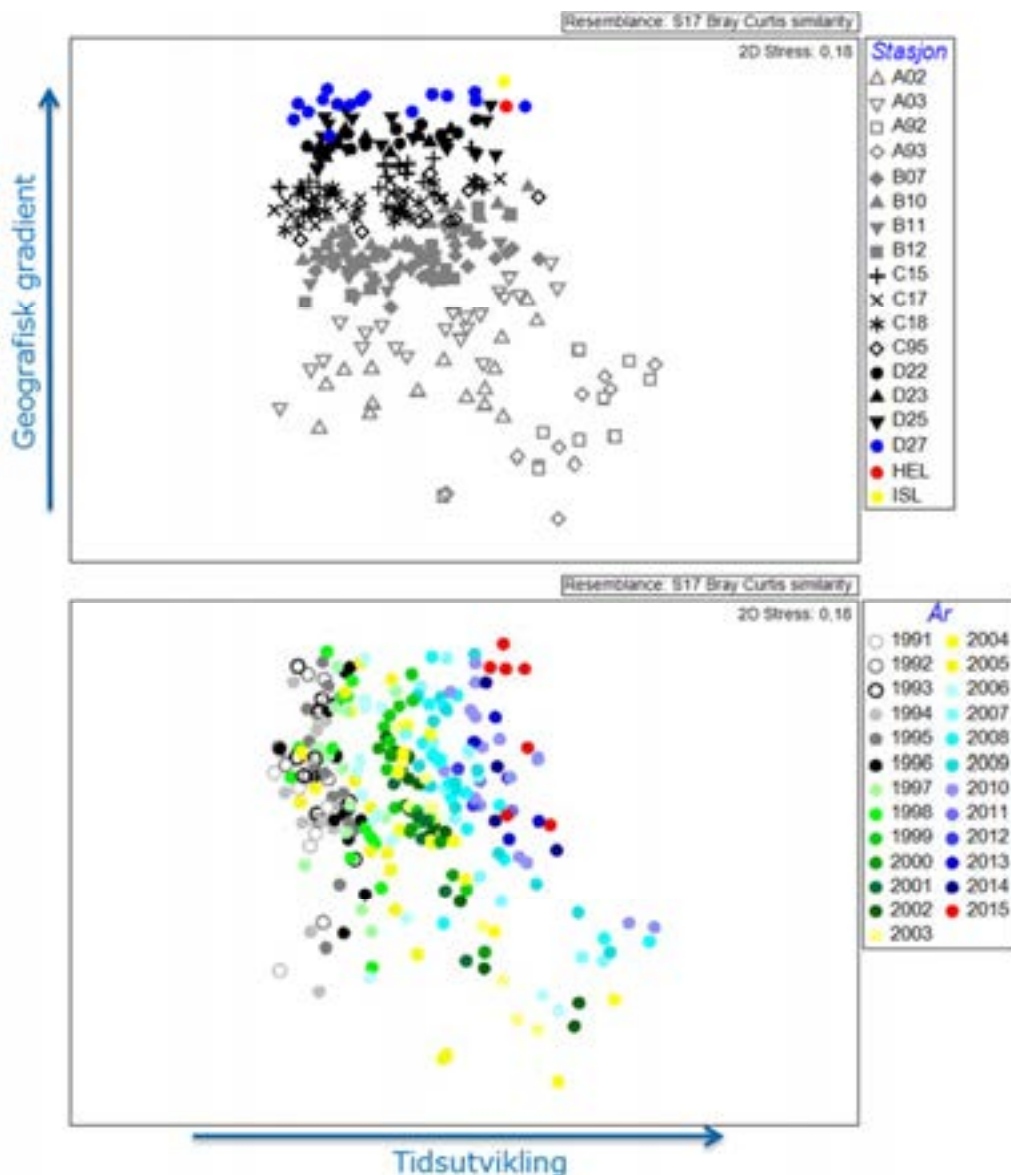 Resemblance: S17 Bray Curtis similarity
2D Stress: 0,18
Geografisk gradient
Stasjon
A02
A03
A92
A93
B07
B10
B11
B12
C15
C17
C18
C95
D22
D23
D25
D27
HEL
ISL
Resemblance: S17 Bray Curtis similarity
2D Stress: 0,18
År
1991
1992
1993
1994
1995
1996
1997
1998
1999
2000
2001
2002
2003
2004
2005
2006
2007
2008
2009
2010
2011
2012
2013
2014
2015
Tidsutvikling